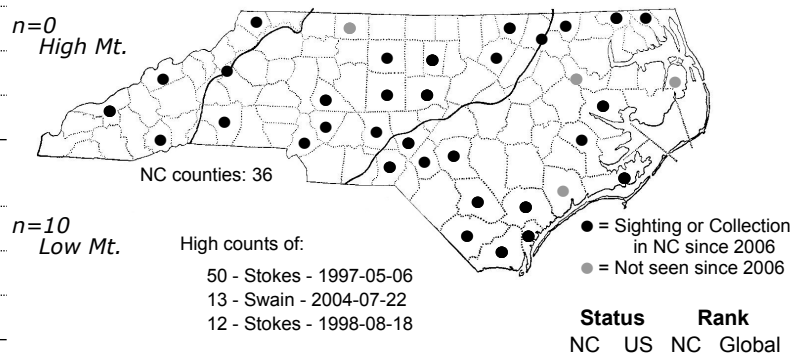 n=0
High Mt.
NC counties: 36
n=10
Low Mt.
High counts of:
50 - Stokes - 1997-05-06
13 - Swain - 2004-07-22
12 - Stokes - 1998-08-18
= Sighting or Collection
in NC since 2006
= Not seen since 2006
Status Rank
NC US NC Global